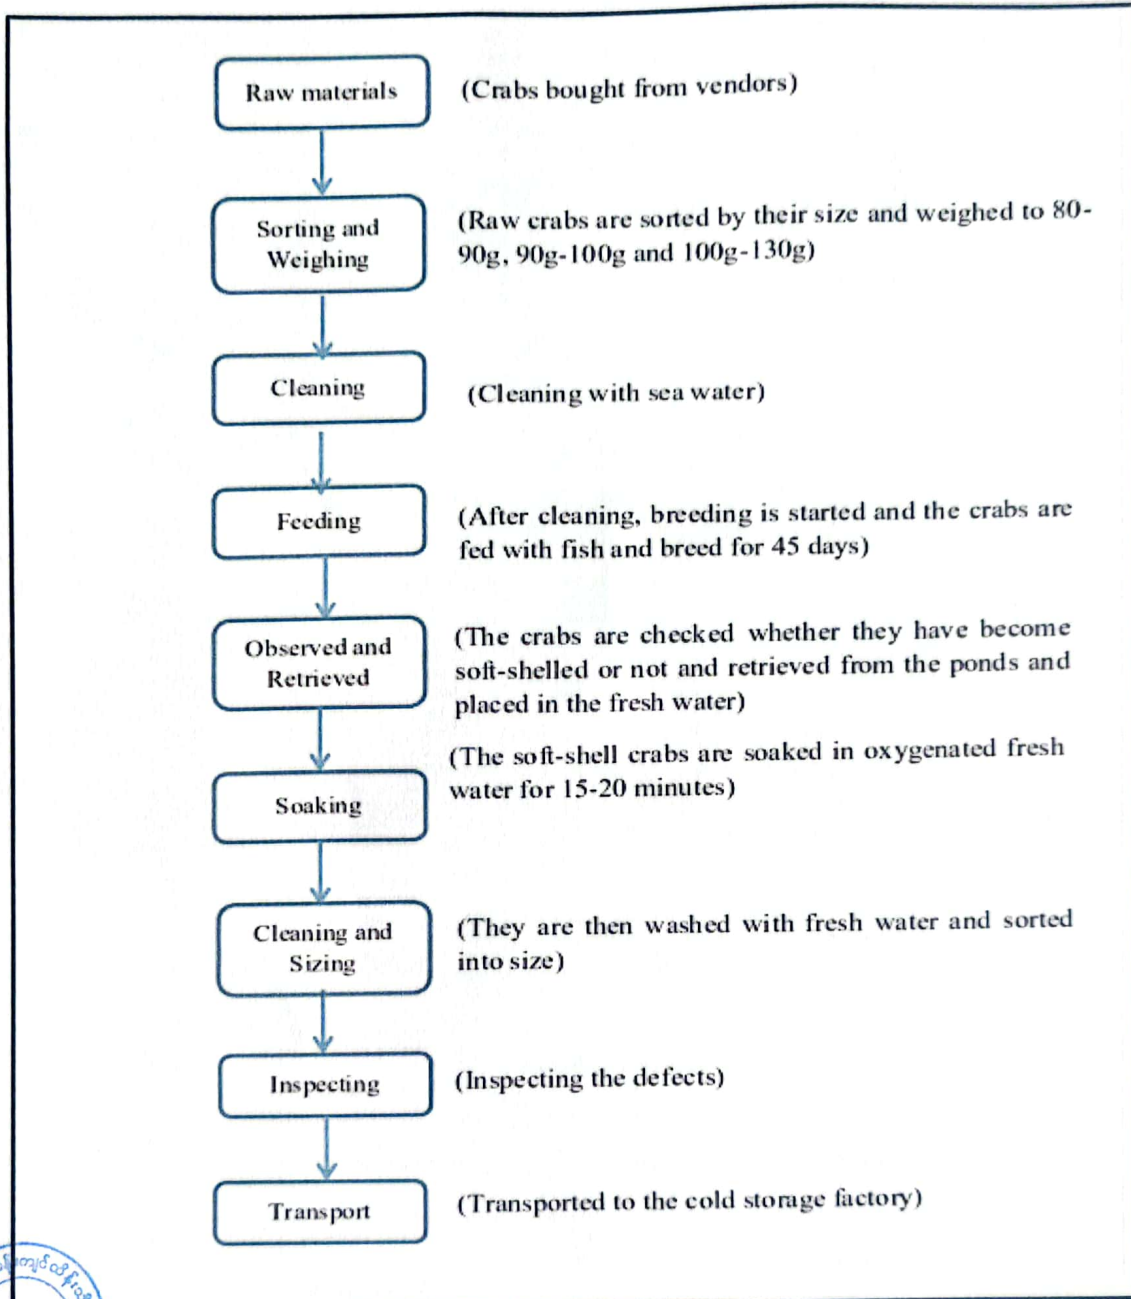 Raw materials
(Crabs bought from vendors)
Sorting and
Weighing
(Raw crabs are sorted by their size and weighed to 80-
90g, 90g-100g and 100g-130g)
Cleaning
(Cleaning with sea water)
Feeding
(After cleaning, breeding is started and the crabs are
fed with fish and breed for 45 days)
Observed and
Retrieved
(The crabs are checked whether they have become
soft-shelled or not and retrieved from the ponds and
placed in the fresh water)
Soaking
(The soft-shell crabs are soaked in oxygenated fresh
water for 15-20 minutes)
Cleaning and
Sizing
(They are then washed with fresh water and sorted
into size)
Inspecting
(Inspecting the defects)
Transport
(Transported to the cold storage factory)